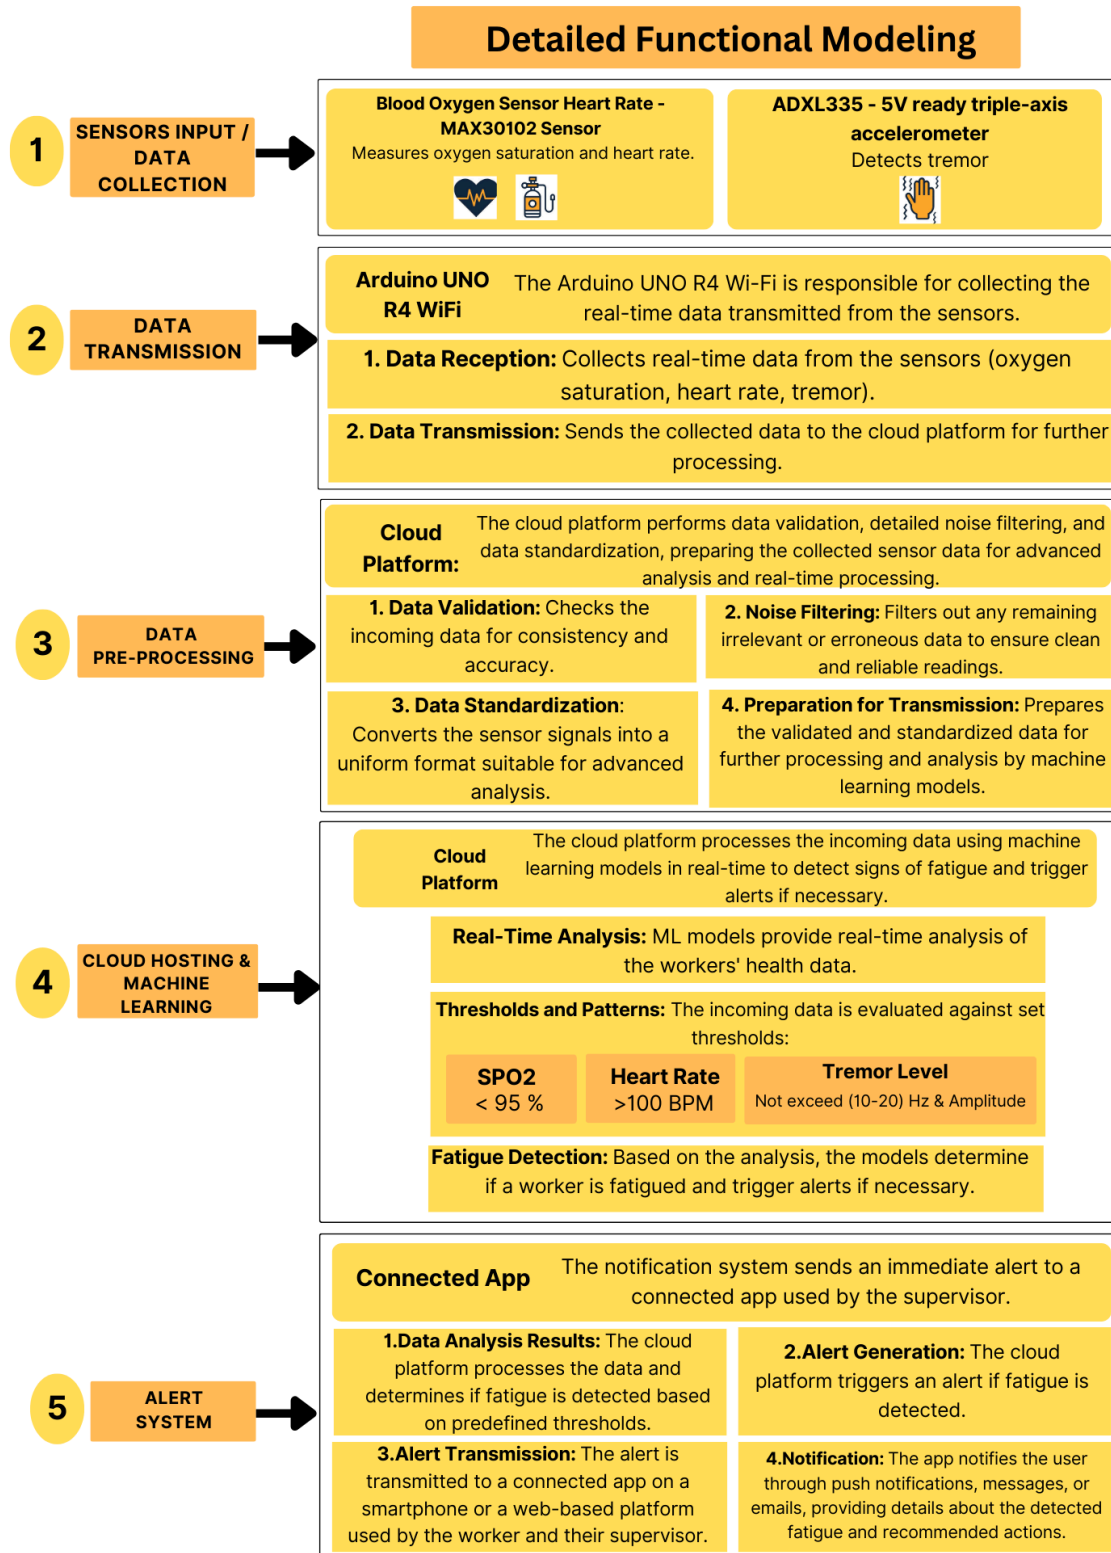 Detailed Functional Modeling
1
SENSORS INPUT /
DATA
COLLECTION
Blood Oxygen Sensor Heart Rate -
MAX30102 Sensor
Measures oxygen saturation and heart rate.
ADXL335 - 5V ready triple-axis
accelerometer
Detects tremor
2
DATA
TRANSMISSION
Arduino UNO
R4 WiFi
The Arduino UNO R4 Wi-Fi is responsible for collecting the
real-time data transmitted from the sensors.
1. Data Reception: Collects real-time data from the sensors (oxygen
saturation, heart rate, tremor).
2. Data Transmission: Sends the collected data to the cloud platform for further
processing.
3
DATA
PRE-PROCESSING
Cloud
Platform:
The cloud platform performs data validation, detailed noise filtering, and
data standardization, preparing the collected sensor data for advanced
analysis and real-time processing.
1. Data Validation: Checks the
incoming data for consistency and
accuracy.
2. Noise Filtering: Filters out any remaining
irrelevant or erroneous data to ensure clean
and reliable readings.
3. Data Standardization:
Converts the sensor signals into a
uniform format suitable for advanced
analysis.
4. Preparation for Transmission: Prepares
the validated and standardized data for
further processing and analysis by machine
learning models.
4
CLOUD HOSTING &
MACHINE
LEARNING
Cloud
Platform
The cloud platform processes the incoming data using machine
learning models in real-time to detect signs of fatigue and trigger
alerts if necessary.
Real-Time Analysis: ML models provide real-time analysis of
the workers' health data.
Thresholds and Patterns: The incoming data is evaluated against set
thresholds:
SPO2
< 95 %
Heart Rate
>100 BPM
Tremor Level
Not exceed (10-20) Hz & Amplitude
Fatigue Detection: Based on the analysis, the models determine
if a worker is fatigued and trigger alerts if necessary.
5
ALERT
SYSTEM
Connected App
The notification system sends an immediate alert to a
connected app used by the supervisor.
1.Data Analysis Results: The cloud
platform processes the data and
determines if fatigue is detected based
on predefined thresholds.
2.Alert Generation: The cloud
platform triggers an alert if fatigue is
detected.
3.Alert Transmission: The alert is
transmitted to a connected app on a
smartphone or a web-based platform
used by the worker and their supervisor.
4.Notification: The app notifies the user
through push notifications, messages, or
emails, providing details about the detected
fatigue and recommended actions.